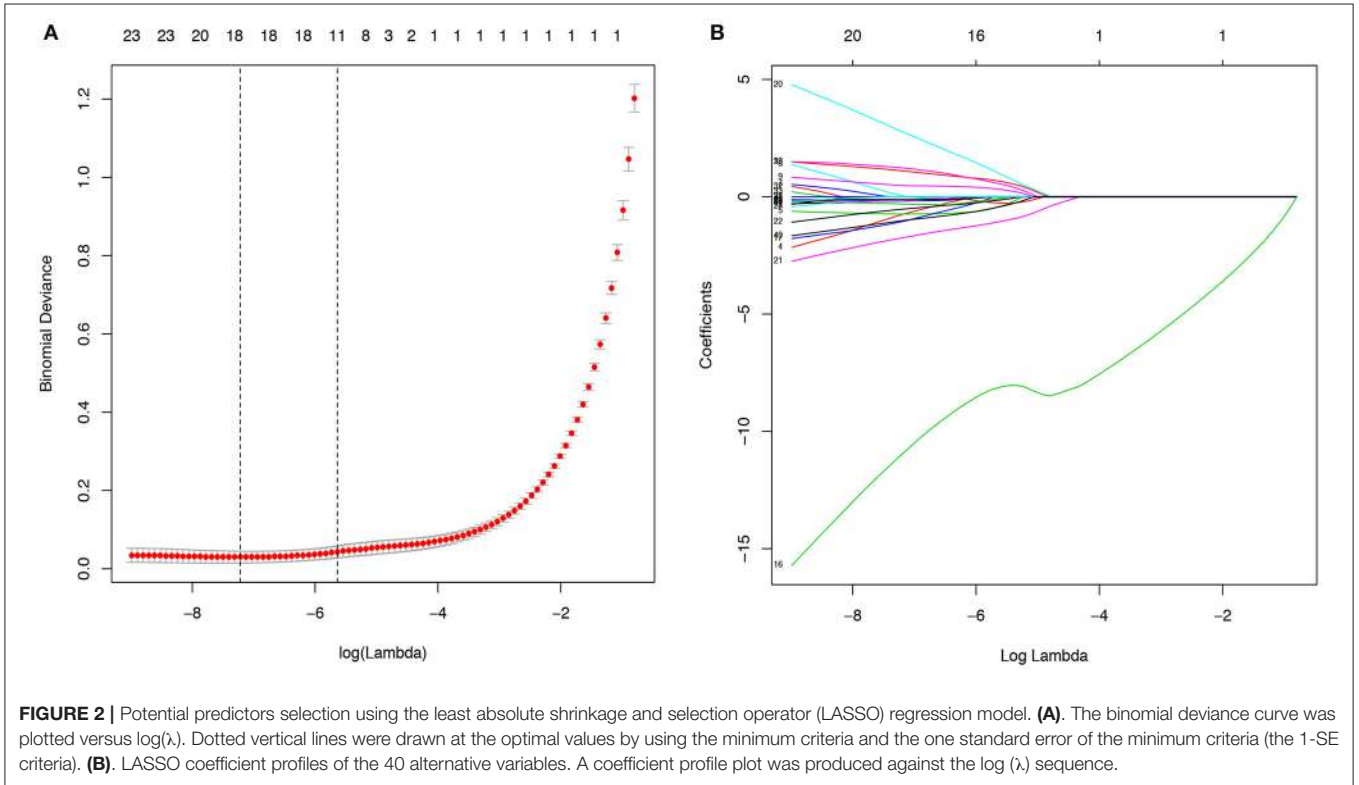 A
23 23 20 18 18 18 11 8 3 2 1 1 1 1 1 1 1 1 1
Binomial Deviance
1.2
1.0
0.8
0.6
0.4
0.2
0.0
−8 −6 −4 −2
log(Lambda)
B
20 16 1 1
Coefficients
5
0
−5
−10
−15
20
9
5
22
4
21
16
−8 −6 −4 −2
Log Lambda
FIGURE 2 | Potential predictors selection using the least absolute shrinkage and selection operator (LASSO) regression model. (A). The binomial deviance curve was
plotted versus log(λ). Dotted vertical lines were drawn at the optimal values by using the minimum criteria and the one standard error of the minimum criteria (the 1-SE
criteria). (B). LASSO coefficient profiles of the 40 alternative variables. A coefficient profile plot was produced against the log (λ) sequence.